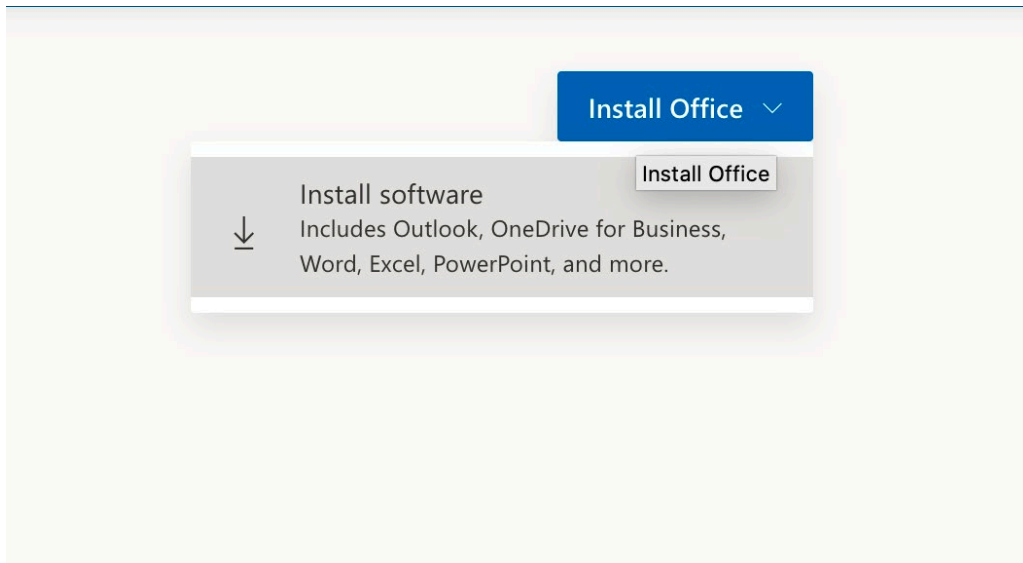 Install Office
Install Office
Install software
Includes Outlook, OneDrive for Business,
Word, Excel, PowerPoint, and more.